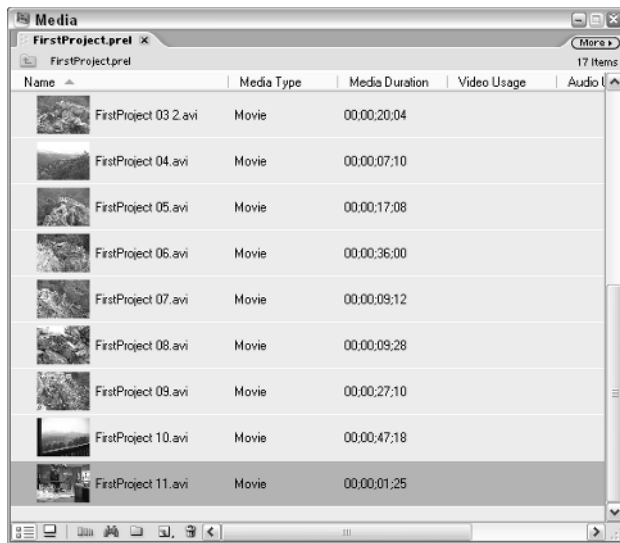 Media
FirstProject.prel
More
FirstProject.prel 17 Items
Name Media Type Media Duration Video Usage Audio U
FirstProject 03 2.avi Movie 00;00;20;04
FirstProject 04.avi Movie 00;00;07;10
FirstProject 05.avi Movie 00;00;17;08
FirstProject 06.avi Movie 00;00;36;00
FirstProject 07.avi Movie 00;00;09;12
FirstProject 08.avi Movie 00;00;09;28
FirstProject 09.avi Movie 00;00;27;10
FirstProject 10.avi Movie 00;00;47;18
FirstProject 11.avi Movie 00;00;01;25